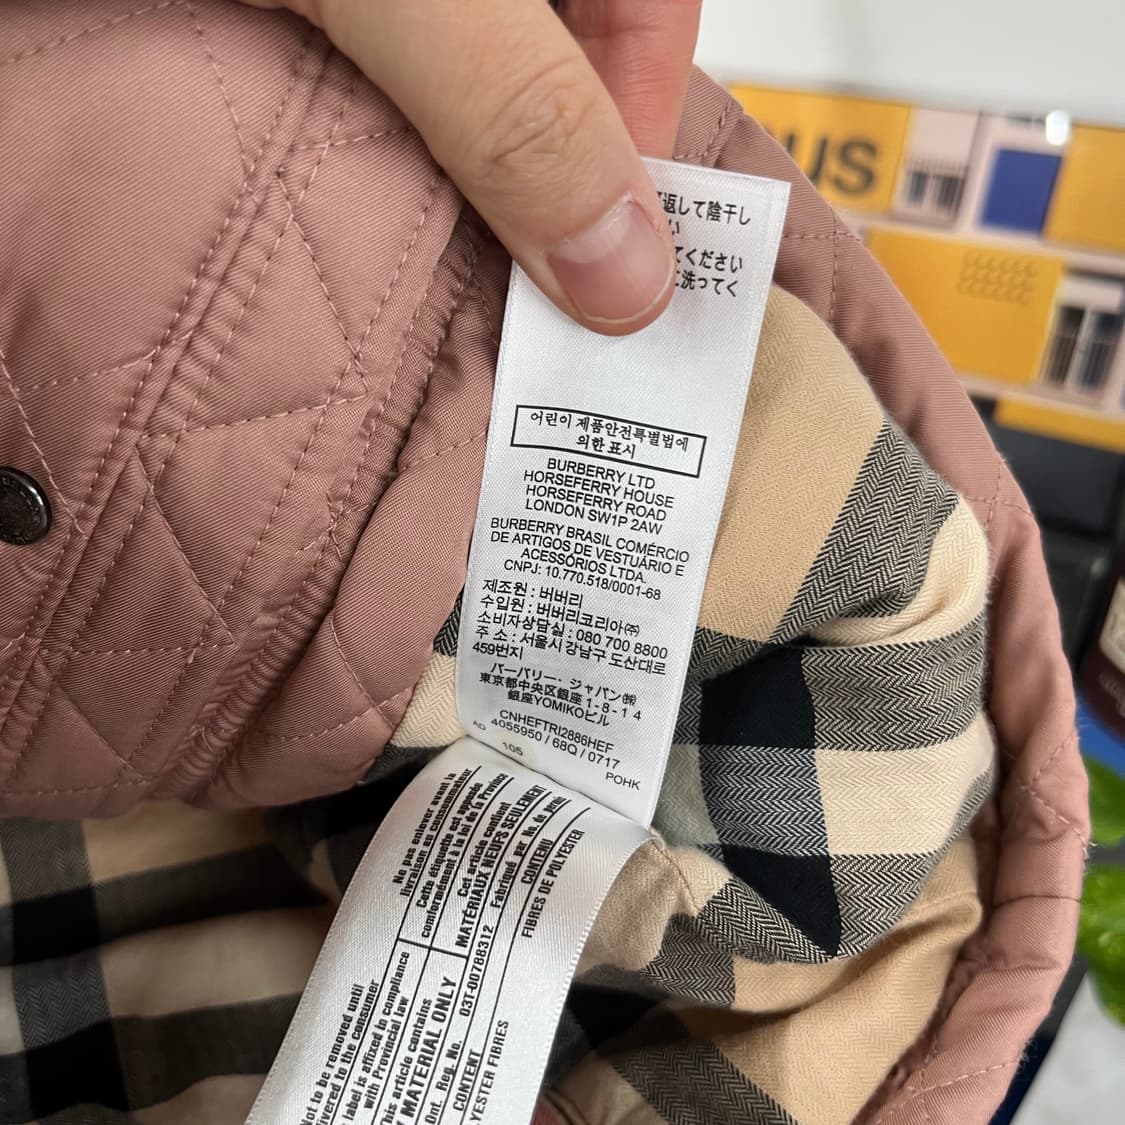 US
返して陰干し
い
てください
に洗ってく
어린이 제품안전특별법에
의한 표시
BURBERRY LTD
HORSEFERRY HOUSE
HORSEFERRY ROAD
LONDON SW1P 2AW
BURBERRY BRASIL COMÉRCIO
DE ARTIGOS DE VESTUÁRIO E
ACESSÓRIOS LTDA.
CNPJ: 10.770.518/0001-68
제조원 : 버버리
수입원 : 버버리코리아㈜
소비자상담실 : 080 700 8800
주 소 : 서울시 강남구 도산대로
459번지
バーバリー・ジャパン㈱
東京都中央区銀座 1 - 8 - 1 4
銀座YOMIKOビル
CNHEFTRI2886HEF
AD 4055950 / 68Q / 0717
105
POHK
Ne pas enlever avant la
livraison au consommateur
Cette étiquette est apposée
conformément à la loi de la Province
Cet article contient
MATÉRIAUX NEUFS SEULEMENT
Fabriqué par No. de permis
CONTENU
FIBRES DE POLYESTER
Not to be removed until
delivered to the consumer
label is affixed in compliance
with Provincial law
This article contains
MATERIAL ONLY
Ont. Reg. No. 03T-00788312
CONTENT
YESTER FIBRES